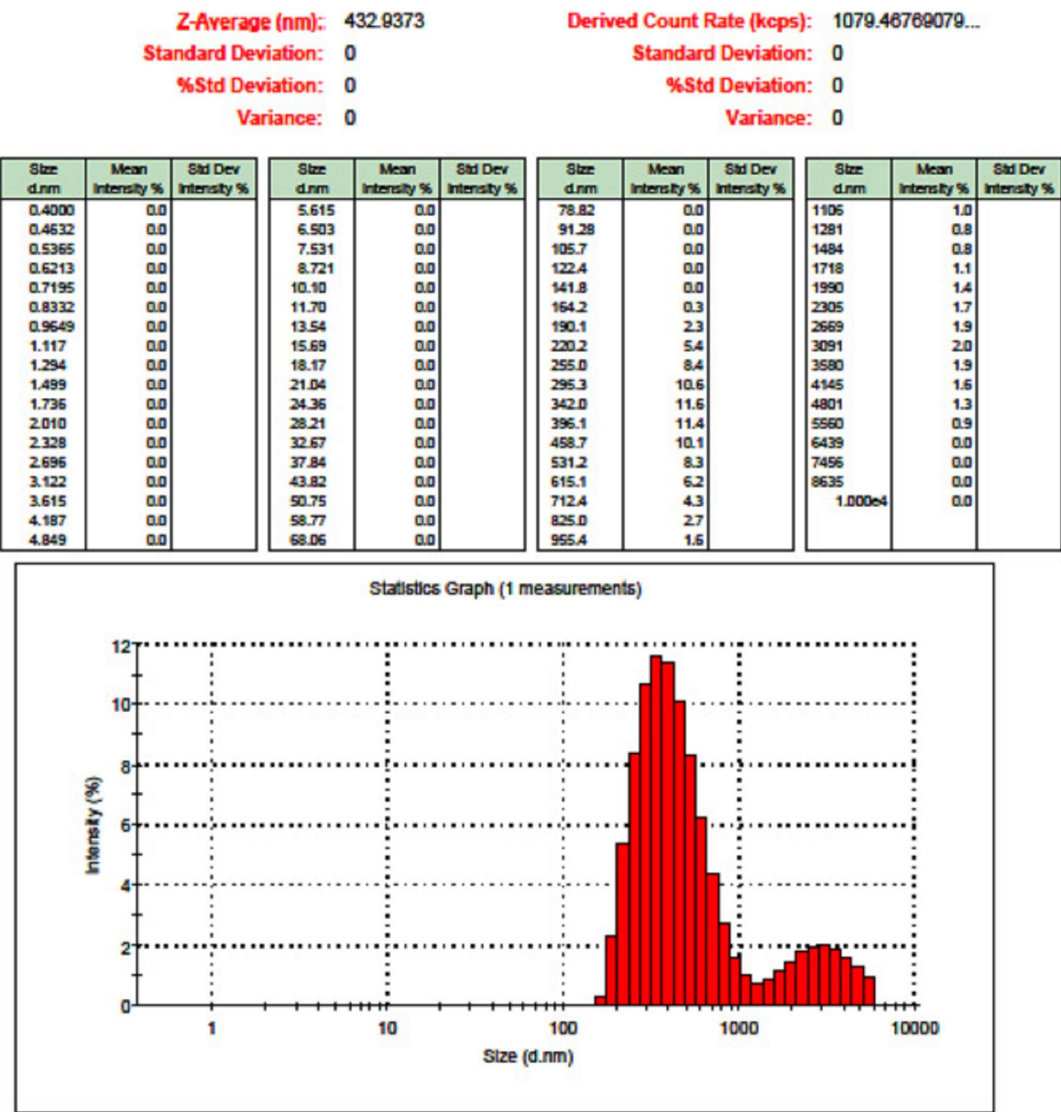 Z-Average (nm): 432.9373 Derived Count Rate (kcps): 1079.46769079...
Standard Deviation: 0 Standard Deviation: 0
%Std Deviation: 0 %Std Deviation: 0
Variance: 0 Variance: 0
Size Mean Std Dev Size Mean Std Dev Size Mean Std Dev Size Mean Std Dev
d.nm Intensity % Intensity % d.nm Intensity % Intensity % d.nm Intensity % Intensity % d.nm Intensity % Intensity %
0.4000 0.0 5.615 0.0 78.82 0.0 1106 1.0
0.4632 0.0 6.503 0.0 91.28 0.0 1281 0.8
0.5365 0.0 7.531 0.0 105.7 0.0 1484 0.8
0.6213 0.0 8.721 0.0 122.4 0.0 1718 1.1
0.7195 0.0 10.10 0.0 141.8 0.0 1990 1.4
0.8332 0.0 11.70 0.0 164.2 0.3 2305 1.7
0.9649 0.0 13.54 0.0 190.1 2.3 2669 1.9
1.117 0.0 15.69 0.0 220.2 5.4 3091 2.0
1.294 0.0 18.17 0.0 255.0 8.4 3580 1.9
1.499 0.0 21.04 0.0 295.3 10.6 4145 1.6
1.736 0.0 24.36 0.0 342.0 11.6 4801 1.3
2.010 0.0 28.21 0.0 396.1 11.4 5560 0.9
2.328 0.0 32.67 0.0 458.7 10.1 6439 0.0
2.696 0.0 37.84 0.0 531.2 8.3 7456 0.0
3.122 0.0 43.82 0.0 615.1 6.2 8635 0.0
3.615 0.0 50.75 0.0 712.4 4.3 1.000e4 0.0
4.187 0.0 58.77 0.0 825.0 2.7
4.849 0.0 68.06 0.0 955.4 1.6
Statistics Graph (1 measurements)
12
10
8
6
4
2
0
Intensity (%)
1 10 100 1000 10000
Size (d.nm)